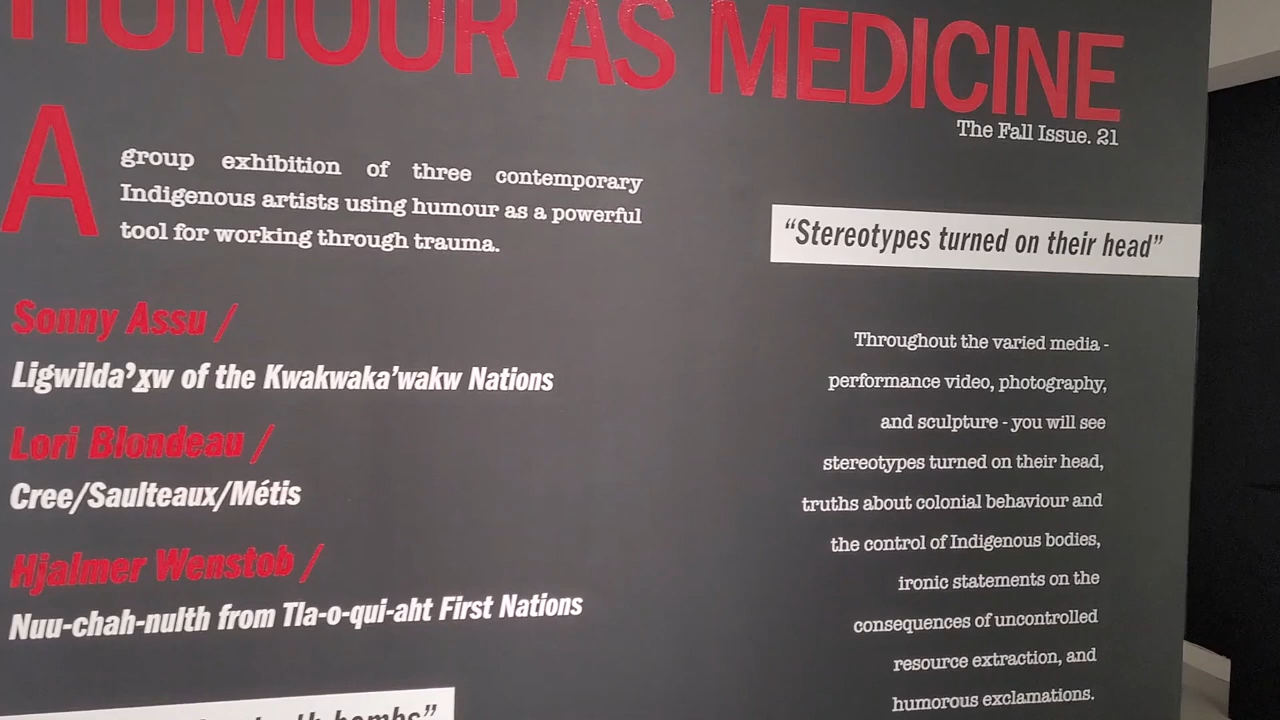 HUMOUR AS MEDICINE
The Fall Issue. 21
A group exhibition of three contemporary
Indigenous artists using humour as a powerful
tool for working through trauma.
Sonny Assu /
Ligwilda’x̱w of the Kwakwaka’wakw Nations
Lori Blondeau /
Cree/Saulteaux/Métis
Hjalmer Wenstob /
Nuu-chah-nulth from Tla-o-qui-aht First Nations
“Stereotypes turned on their head”
Throughout the varied media -
performance video, photography,
and sculpture - you will see
stereotypes turned on their head,
truths about colonial behaviour and
the control of Indigenous bodies,
ironic statements on the
consequences of uncontrolled
resource extraction, and
humorous exclamations.
bombs”